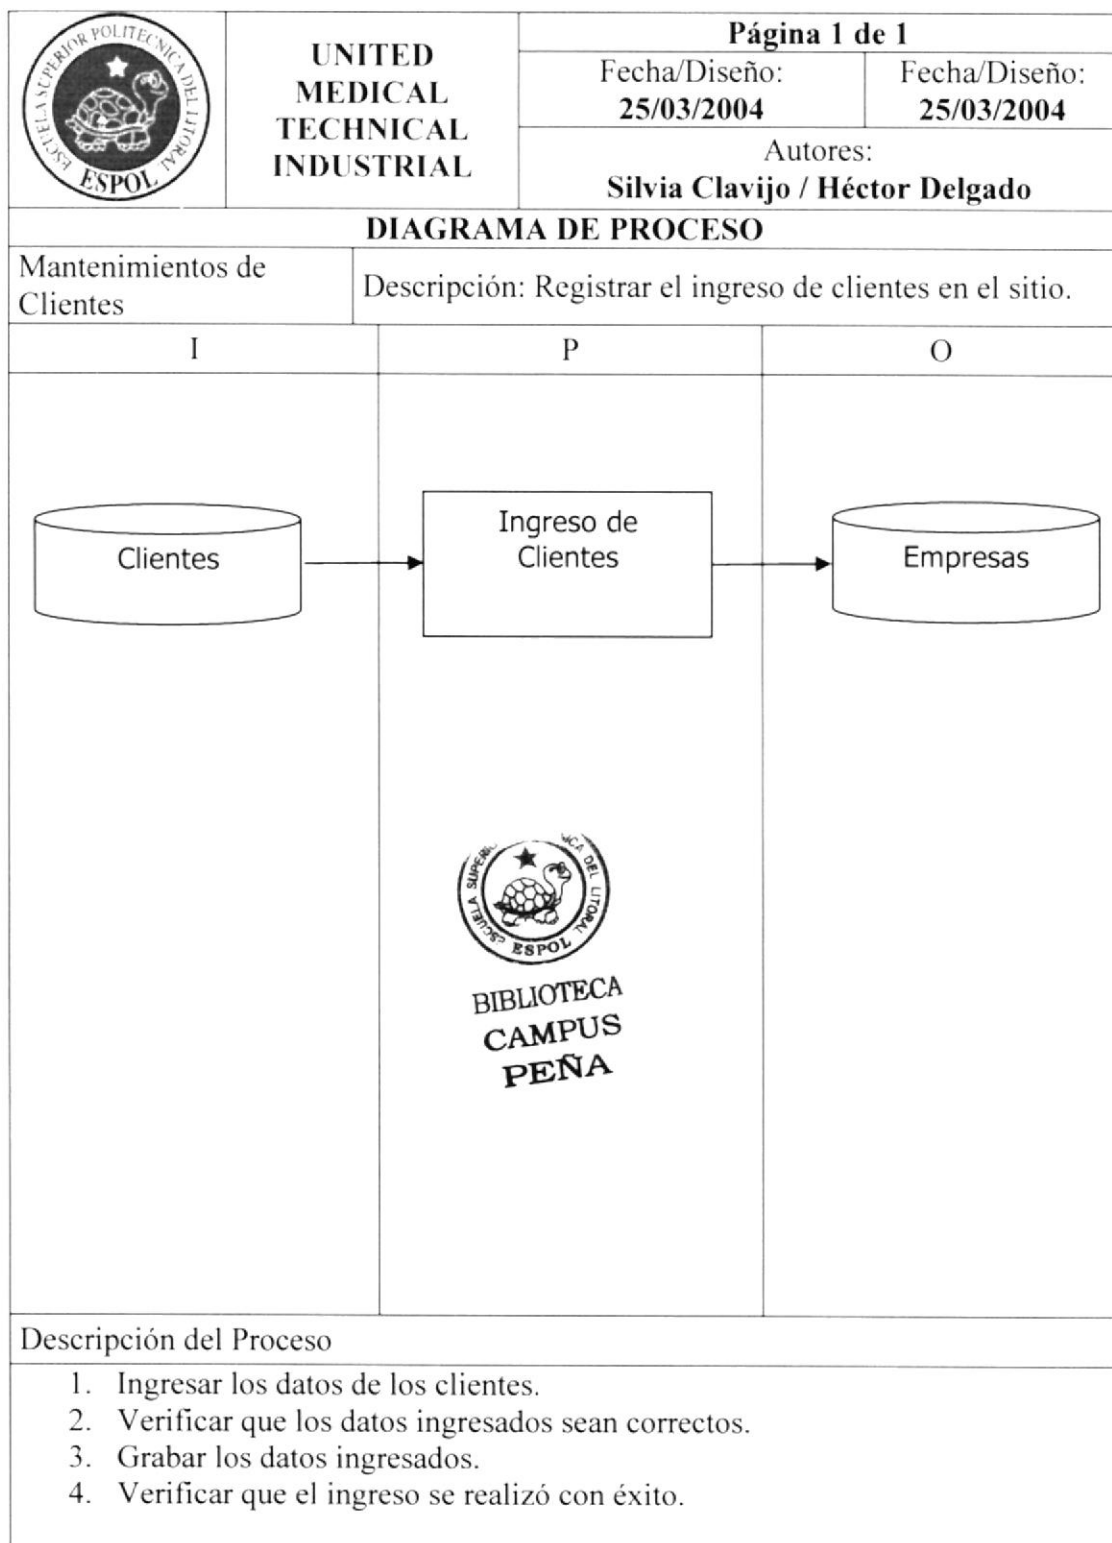 ESCUELA SUPERIOR POLITECNICA DEL LITORAL
ESPOL
UNITED
MEDICAL
TECHNICAL
INDUSTRIAL
Página 1 de 1
Fecha/Diseño:
25/03/2004
Fecha/Diseño:
25/03/2004
Autores:
Silvia Clavijo / Héctor Delgado
DIAGRAMA DE PROCESO
Mantenimientos de
Clientes
Descripción: Registrar el ingreso de clientes en el sitio.
I
P
O
Clientes
Ingreso de
Clientes
Empresas
ESCUELA DEL LITORAL
ESPOL
BIBLIOTECA
CAMPUS
PEÑA
Descripción del Proceso
1. Ingresar los datos de los clientes.
2. Verificar que los datos ingresados sean correctos.
3. Grabar los datos ingresados.
4. Verificar que el ingreso se realizó con éxito.